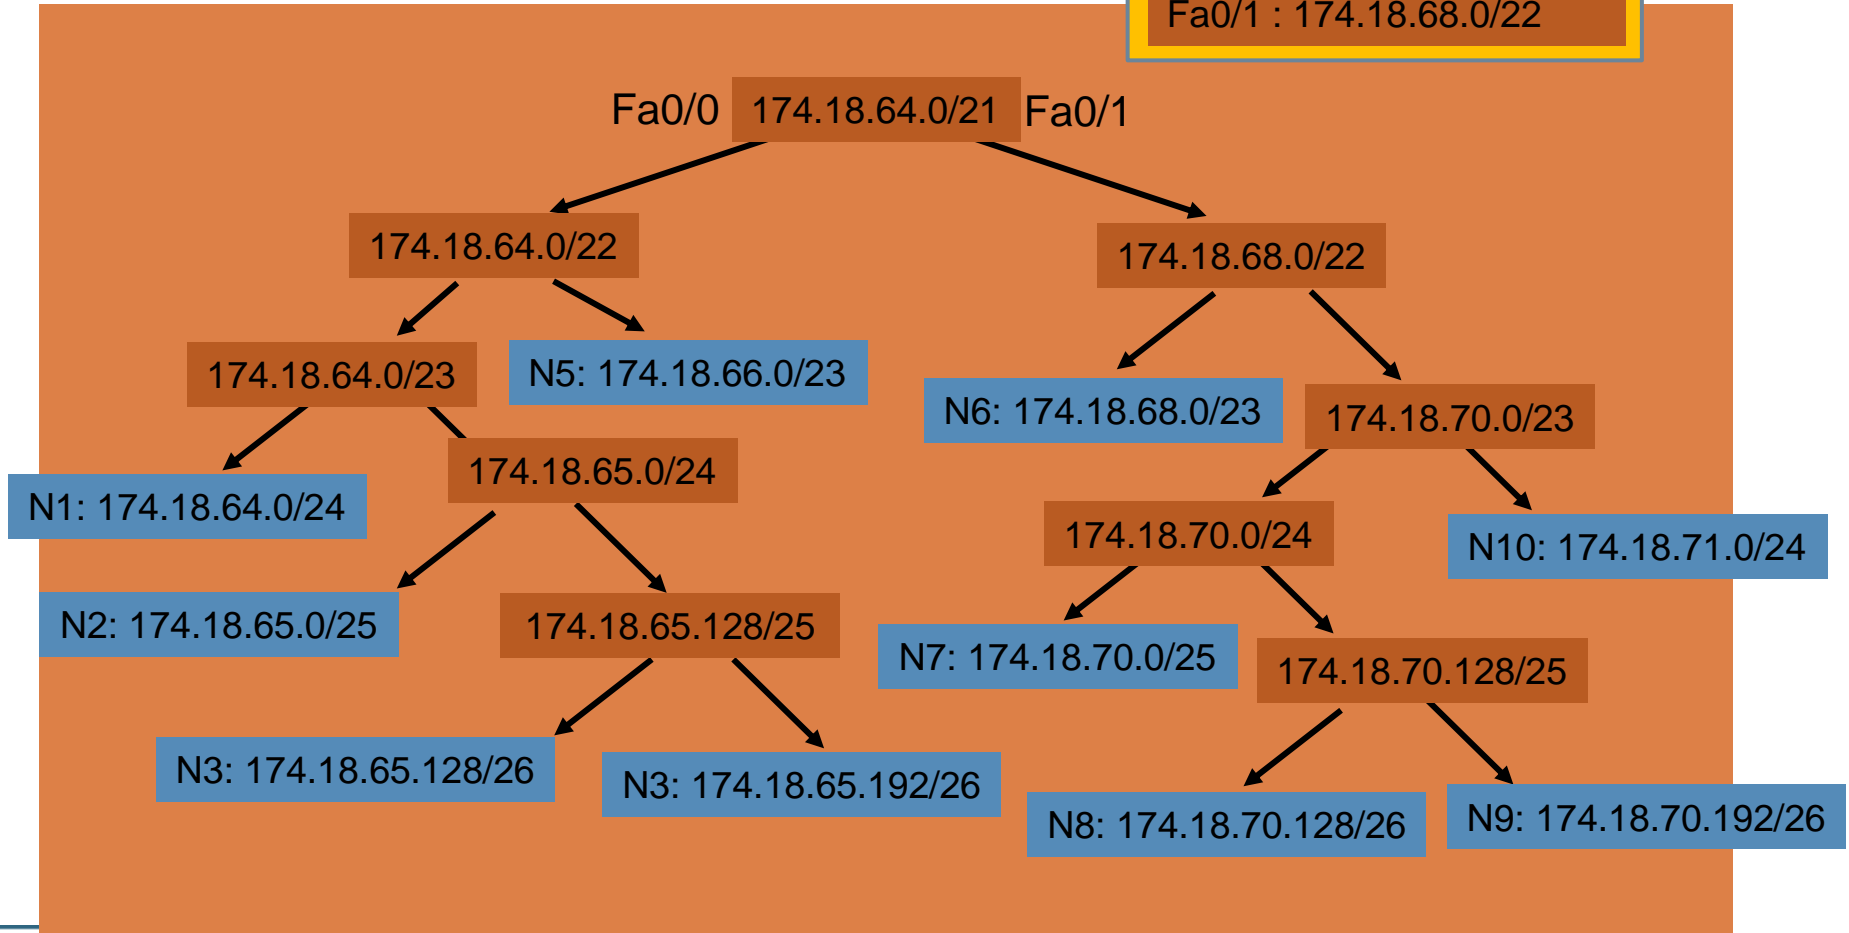 Fa0/1 : 174.18.68.0/22
Fa0/0
174.18.64.0/21
Fa0/1
174.18.64.0/22
174.18.68.0/22
174.18.64.0/23
N5: 174.18.66.0/23
N6: 174.18.68.0/23
174.18.70.0/23
N1: 174.18.64.0/24
174.18.65.0/24
174.18.70.0/24
N10: 174.18.71.0/24
N2: 174.18.65.0/25
174.18.65.128/25
N7: 174.18.70.0/25
174.18.70.128/25
N3: 174.18.65.128/26
N3: 174.18.65.192/26
N8: 174.18.70.128/26
N9: 174.18.70.192/26